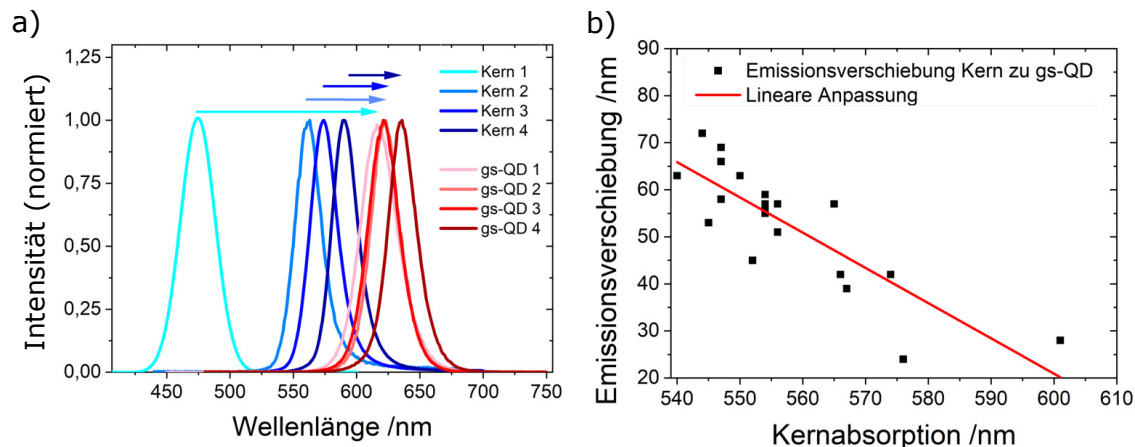 a)
Intensität (normiert)
1,25
1,00
0,75
0,50
0,25
0,00
450
500
550
600
650
700
750
Wellenlänge /nm
Kern 1
Kern 2
Kern 3
Kern 4
gs-QD 1
gs-QD 2
gs-QD 3
gs-QD 4
b)
Emissionsverschiebung /nm
90
80
70
60
50
40
30
20
540
550
560
570
580
590
600
610
Kernabsorption /nm
Emissionsverschiebung Kern zu gs-QD
Lineare Anpassung